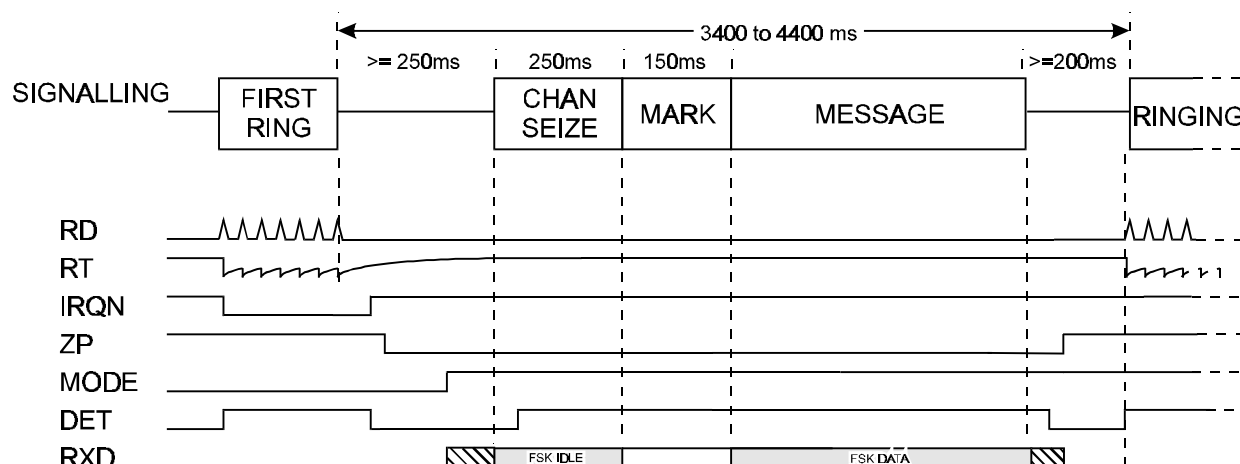 3400 to 4400 ms
>= 250ms 250ms 150ms >=200ms
SIGNALLING FIRST RING CHAN SEIZE MARK MESSAGE RINGING
RD
RT
IRQN
ZP
MODE
DET
RXD FSK IDLE FSK DATA